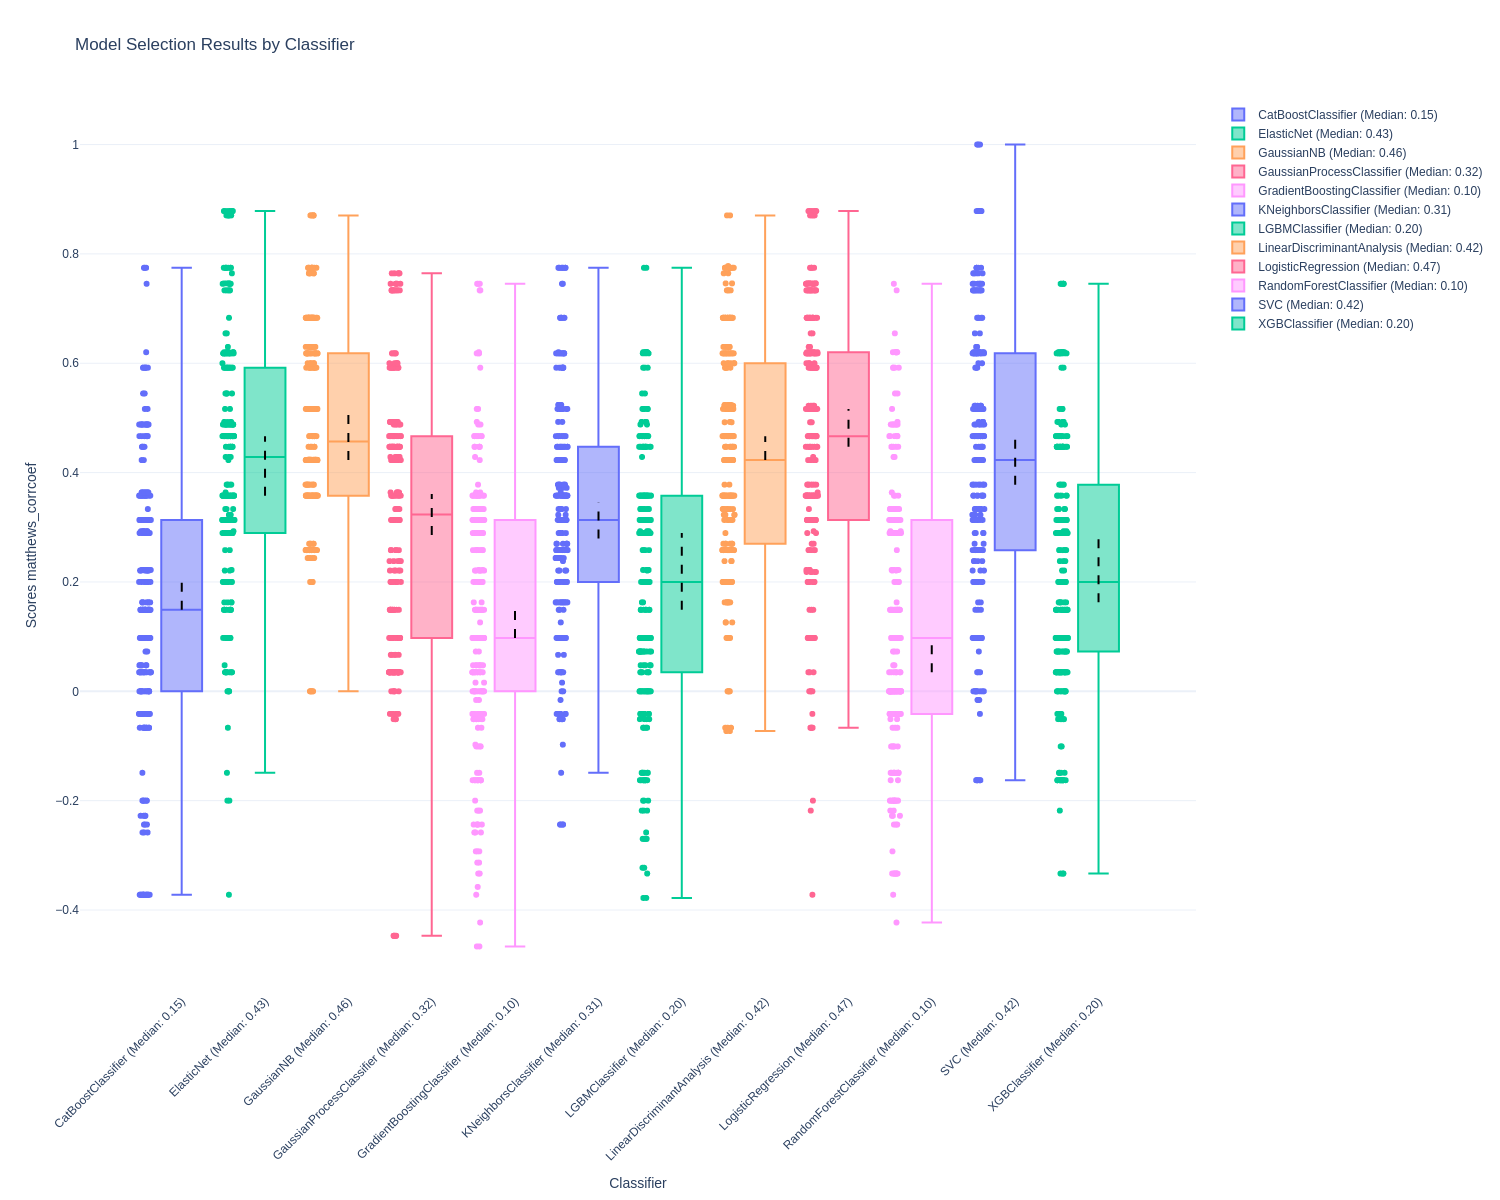 Model Selection Results by Classifier
CatBoostClassifier (Median: 0.15)
ElasticNet (Median: 0.43)
GaussianNB (Median: 0.46)
GaussianProcessClassifier (Median: 0.32)
GradientBoostingClassifier (Median: 0.10)
KNeighborsClassifier (Median: 0.31)
LGBMClassifier (Median: 0.20)
LinearDiscriminantAnalysis (Median: 0.42)
LogisticRegression (Median: 0.47)
RandomForestClassifier (Median: 0.10)
SVC (Median: 0.42)
XGBClassifier (Median: 0.20)
Scores matthews_corrcoef
1
0.8
0.6
0.4
0.2
0
−0.2
−0.4
CatBoostClassifier (Median: 0.15)
ElasticNet (Median: 0.43)
GaussianNB (Median: 0.46)
GaussianProcessClassifier (Median: 0.32)
GradientBoostingClassifier (Median: 0.10)
KNeighborsClassifier (Median: 0.31)
LGBMClassifier (Median: 0.20)
LinearDiscriminantAnalysis (Median: 0.42)
LogisticRegression (Median: 0.47)
RandomForestClassifier (Median: 0.10)
SVC (Median: 0.42)
XGBClassifier (Median: 0.20)
Classifier